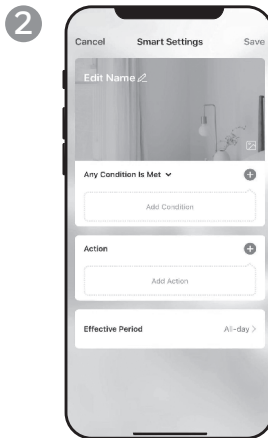 2
Cancel Smart Settings Save
Edit Name
Any Condition Is Met
Add Condition
Action
Add Action
Effective Period All-day